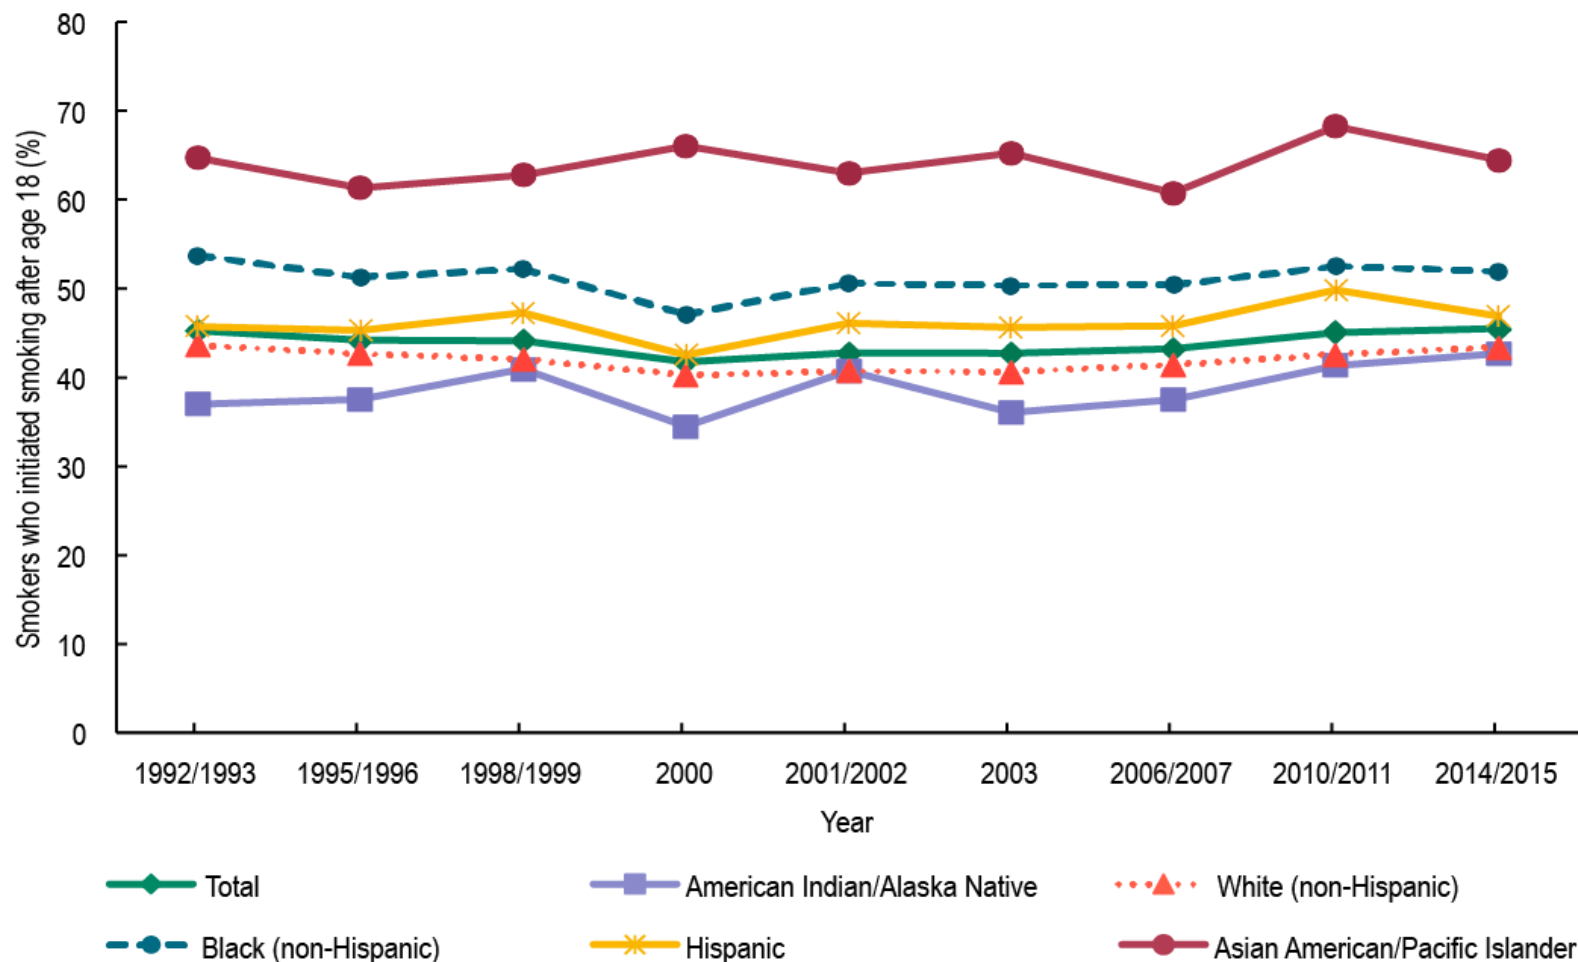 Smokers who initiated smoking after age 18 (%)
80
70
60
50
40
30
20
10
0
1992/1993 1995/1996 1998/1999 2000 2001/2002 2003 2006/2007 2010/2011 2014/2015
Year
Total American Indian/Alaska Native White (non-Hispanic)
Black (non-Hispanic) Hispanic Asian American/Pacific Islander